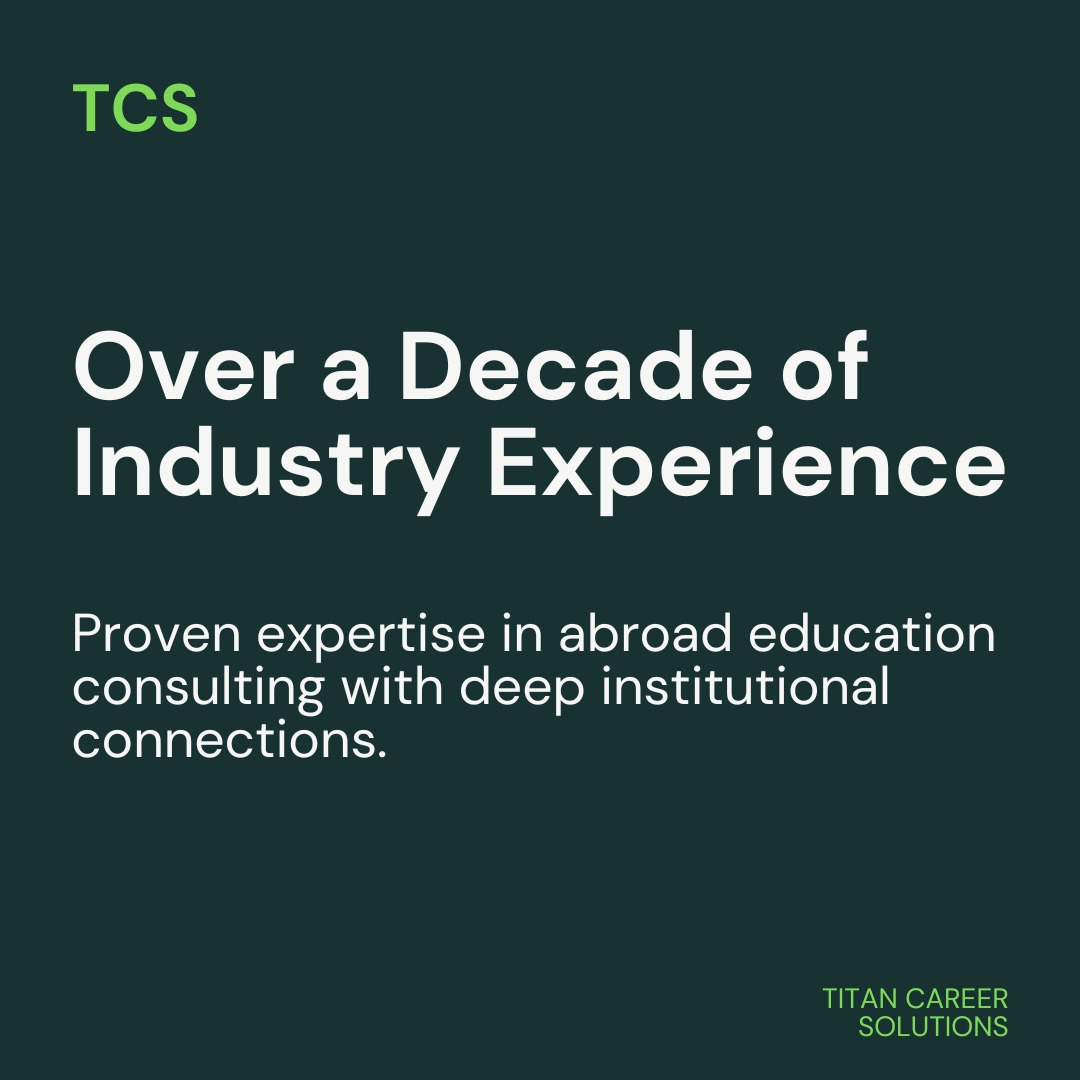 TCS
Over a Decade of
Industry Experience
Proven expertise in abroad education
consulting with deep institutional
connections.
TITAN CAREER
SOLUTIONS